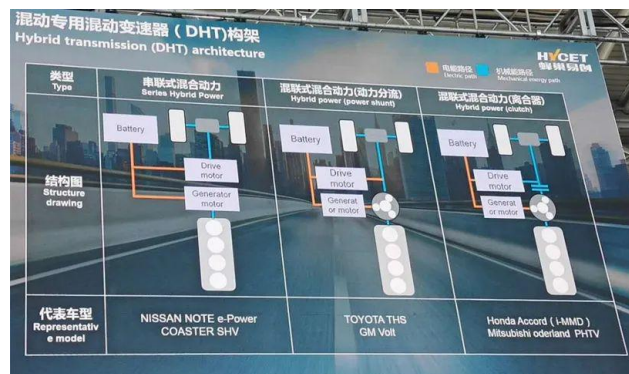 混动专用混动变速器（DHT)构架
Hybrid transmission (DHT) architecture
HYCET
蜂巢易创
电能路径
Electric path
机械能路径
Mechanical energy path
类型
Type
串联式混合动力
Series Hybrid Power
混联式混合动力(动力分流)
Hybrid power (power shunt)
混联式混合动力(离合器)
Hybrid power (clutch)
结构图
Structure
drawing
Battery
Drive
motor
Generator
motor
Battery
Drive
motor
Generat
or motor
Battery
Drive
motor
Generat
or motor
代表车型
Representativ
e model
NISSAN NOTE e-Power
COASTER SHV
TOYOTA THS
GM Volt
Honda Accord（i-MMD）
Mitsubishi oderland PHTV